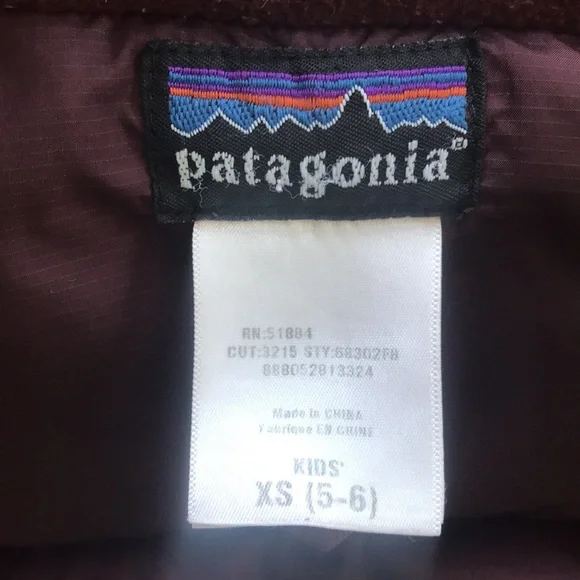 patagonia®
RN:51884
CUT:3215 STY:68302F8
888052813324
Made in CHINA
Fabriqué EN CHINE
KIDS'
XS (5-6)